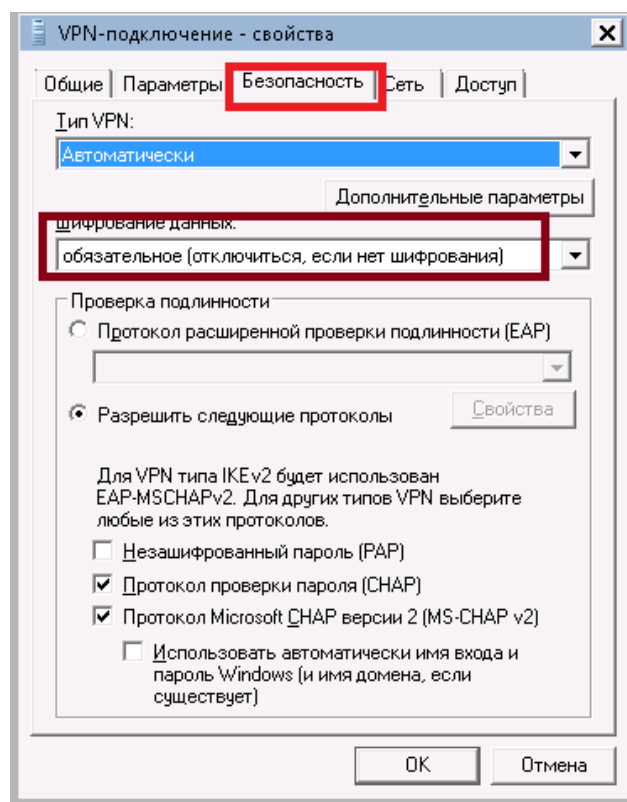 VPN-подключение - свойства
Общие Параметры Безопасность Сеть Доступ
Тип VPN:
Автоматически
Дополнительные параметры
Шифрование данных:
обязательное (отключиться, если нет шифрования)
Проверка подлинности
Протокол расширенной проверки подлинности (EAP)
Разрешить следующие протоколы Свойства
Для VPN типа IKEv2 будет использован
EAP-MSCHAPv2. Для других типов VPN выберите
любые из этих протоколов.
Незашифрованный пароль (PAP)
Протокол проверки пароля (CHAP)
Протокол Microsoft CHAP версии 2 (MS-CHAP v2)
Использовать автоматически имя входа и
пароль Windows (и имя домена, если
существует)
OK Отмена